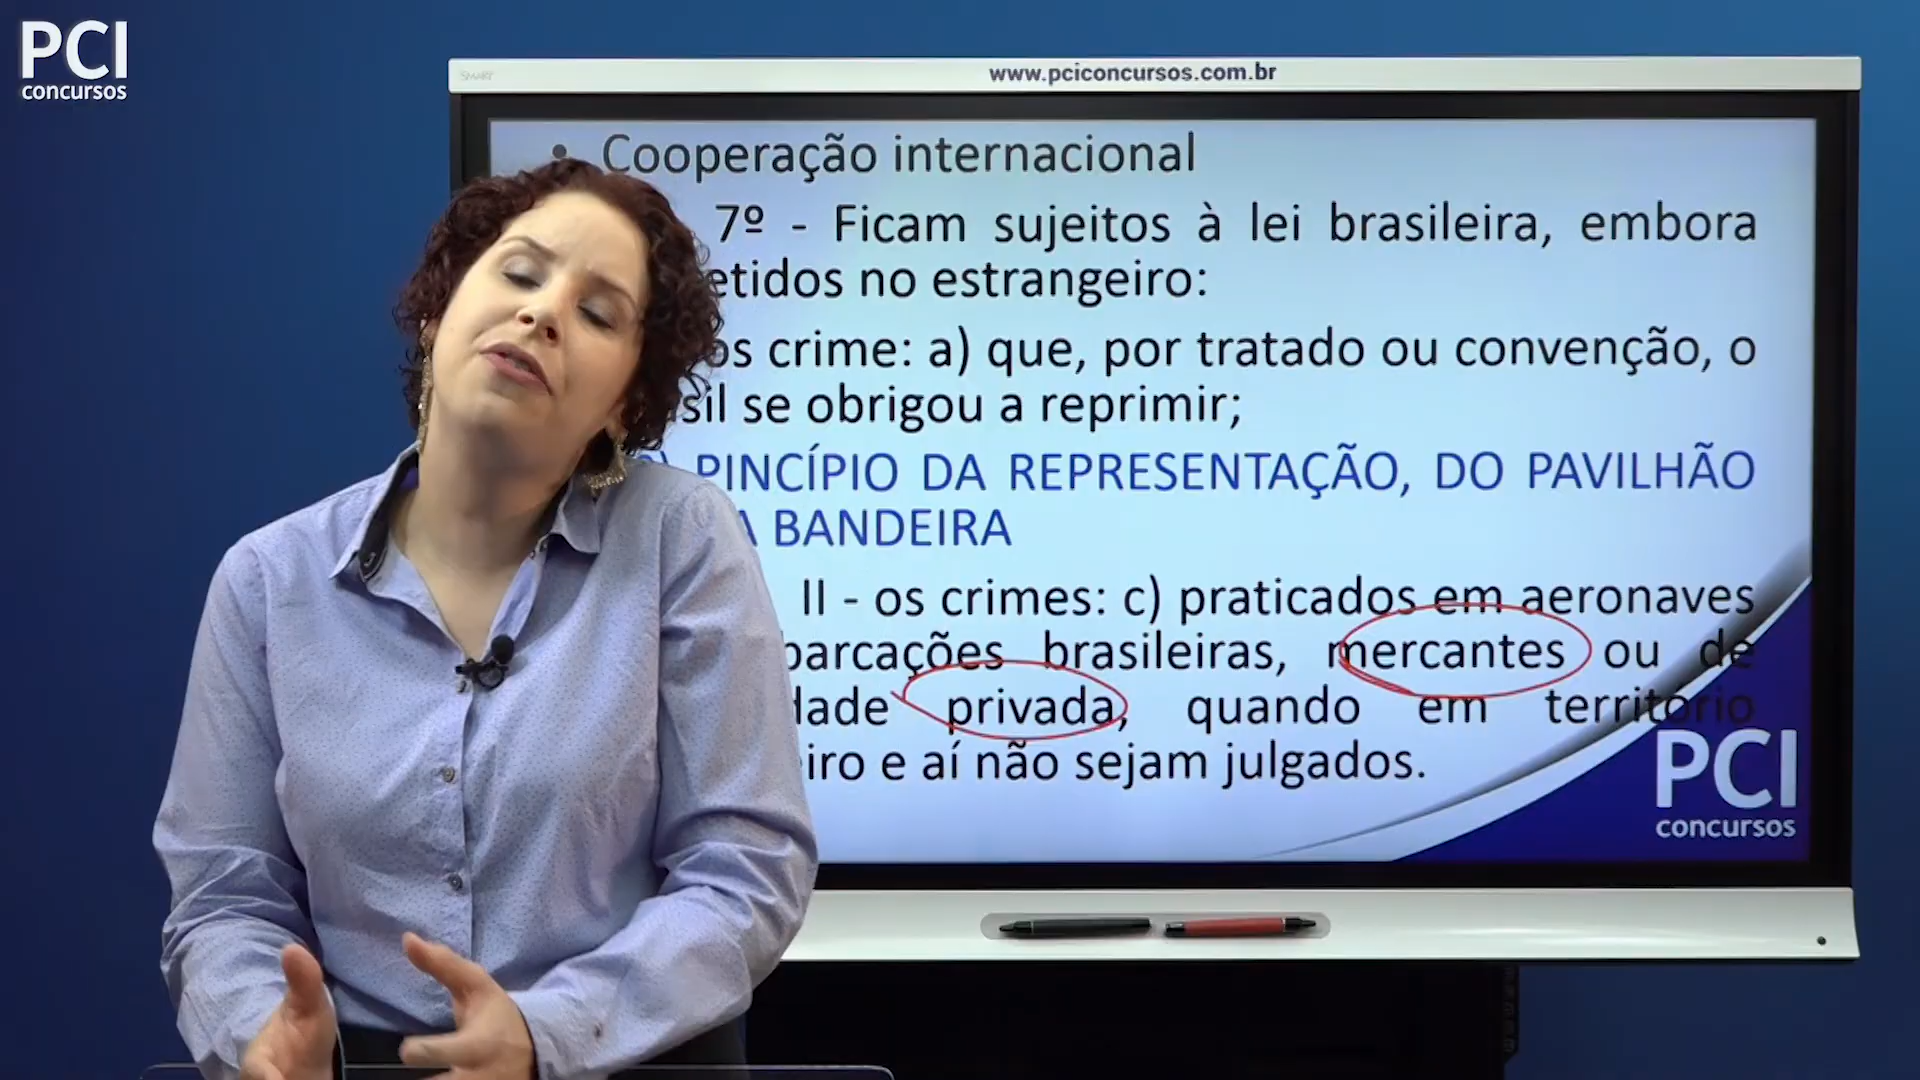 PCI
concursos
SMART
www.pciconcursos.com.br
• Cooperação internacional
7º - Ficam sujeitos à lei brasileira, embora
etidos no estrangeiro:
os crime: a) que, por tratado ou convenção, o
sil se obrigou a reprimir;
PINCÍPIO DA REPRESENTAÇÃO, DO PAVILHÃO
A BANDEIRA
II - os crimes: c) praticados em aeronaves
barcações brasileiras, mercantes ou de
dade privada, quando em território
eiro e aí não sejam julgados.
PCI
concursos